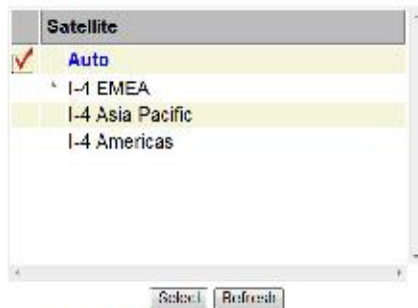 Satellite
Auto
I-4 EMEA
I-4 Asia Pacific
I-4 Americas
Select Refresh